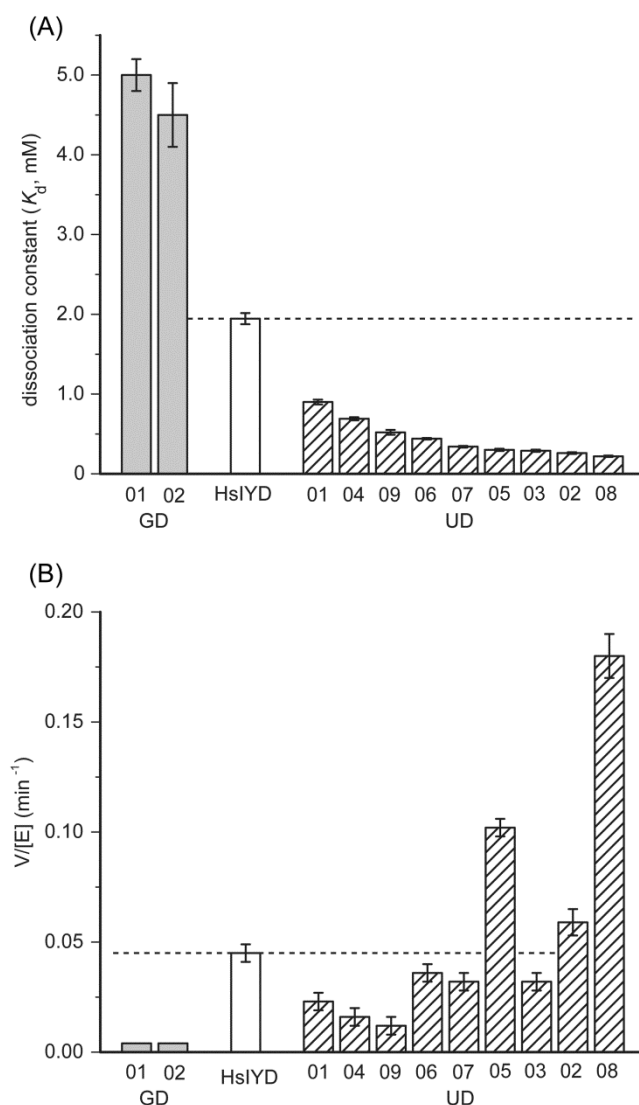 (A)
dissociation constant (Kd, mM)
5.0
4.0
3.0
2.0
1.0
0
01 02 HsIYD 01 04 09 06 07 05 03 02 08
GD UD
(B)
V/[E] (min⁻¹)
0.20
0.15
0.10
0.05
0.00
01 02 HsIYD 01 04 09 06 07 05 03 02 08
GD UD